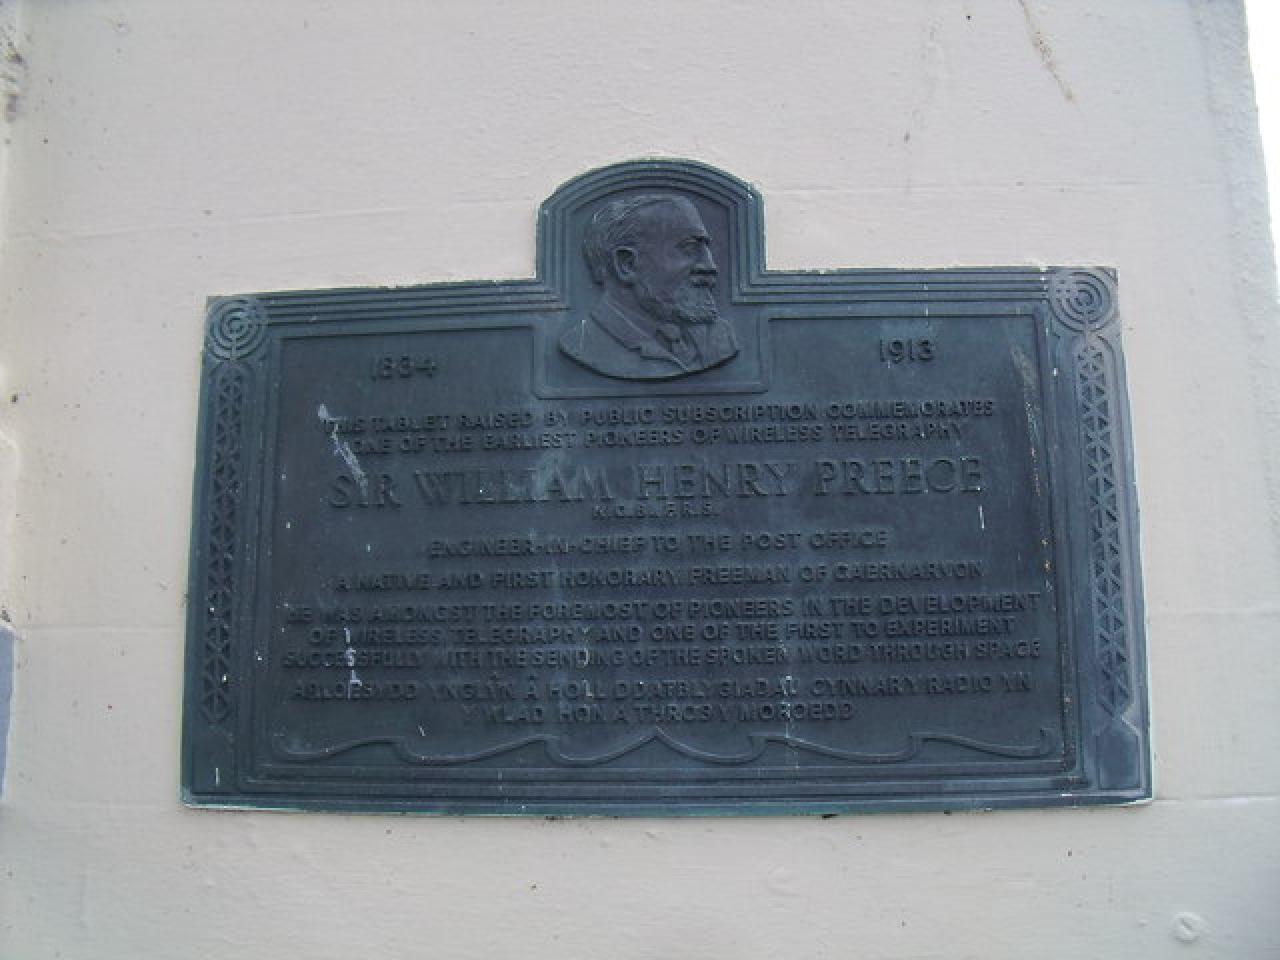 1834 1913
THIS TABLET RAISED BY PUBLIC SUBSCRIPTION COMMEMORATES
ONE OF THE EARLIEST PIONEERS OF WIRELESS TELEGRAPHY
SIR WILLIAM HENRY PREECE
K.C.B., F.R.S.
ENGINEER-IN-CHIEF TO THE POST OFFICE
A NATIVE AND FIRST HONORARY FREEMAN OF CAERNARVON
HE WAS AMONGST THE FOREMOST OF PIONEERS IN THE DEVELOPMENT
OF WIRELESS TELEGRAPHY AND ONE OF THE FIRST TO EXPERIMENT
SUCCESSFULLY WITH THE SENDING OF THE SPOKEN WORD THROUGH SPACE
YNGLYN A HOLL DDATBLYGIADAU CYNNAR Y RADIO YN
Y WLAD HON A THROS Y MOROEDD